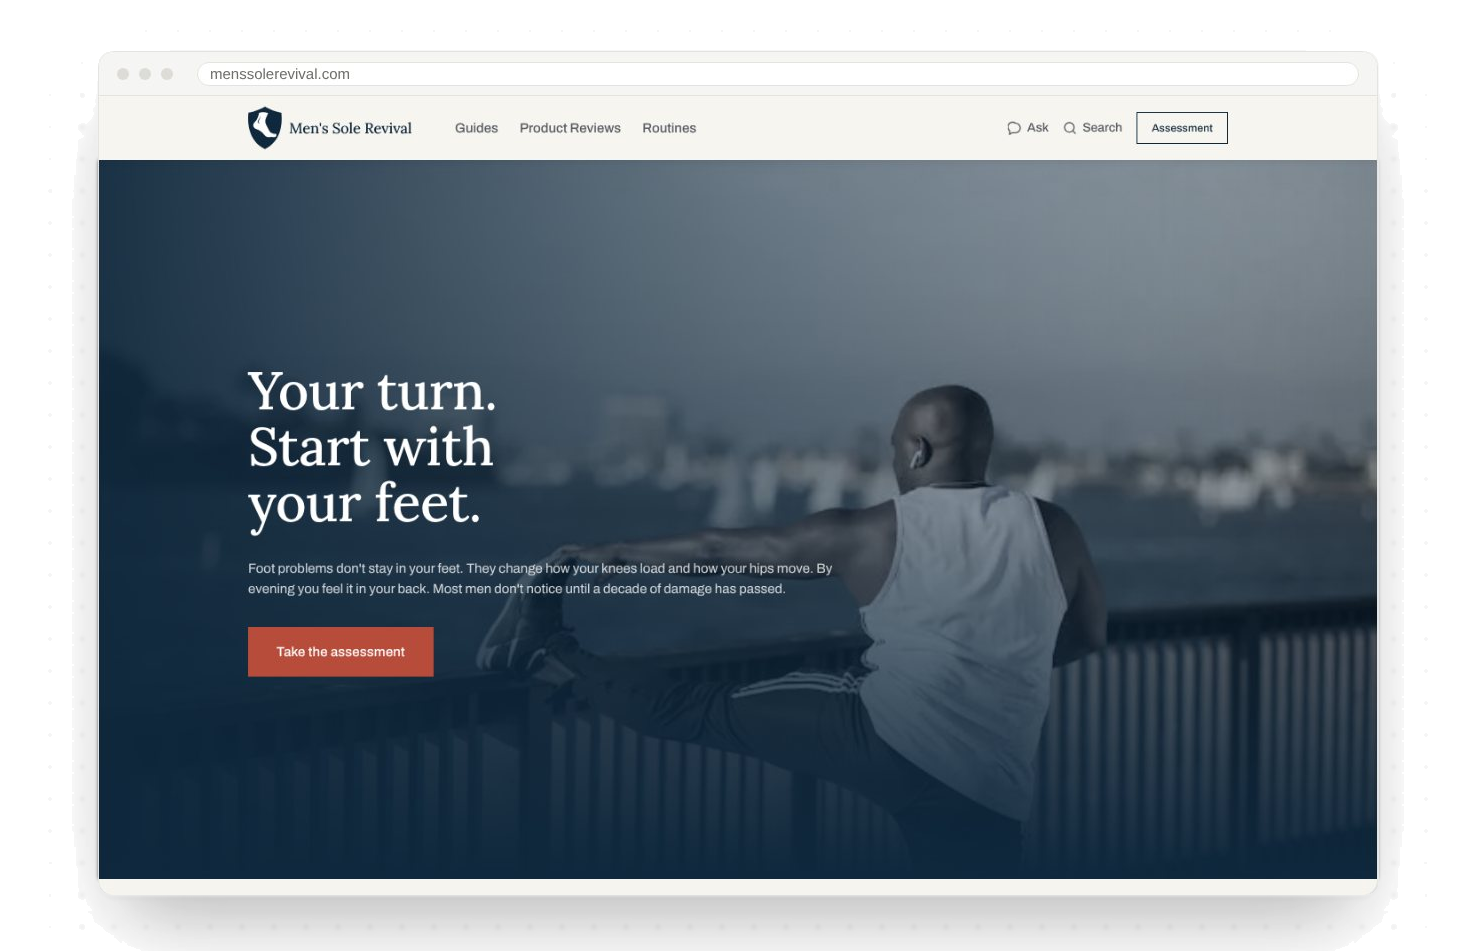 menssolerevival.com
Men's Sole Revival
Guides
Product Reviews
Routines
Ask
Search
Assessment
Your turn.
Start with
your feet.
Foot problems don't stay in your feet. They change how your knees load and how your hips move. By
evening you feel it in your back. Most men don't notice until a decade of damage has passed.
Take the assessment